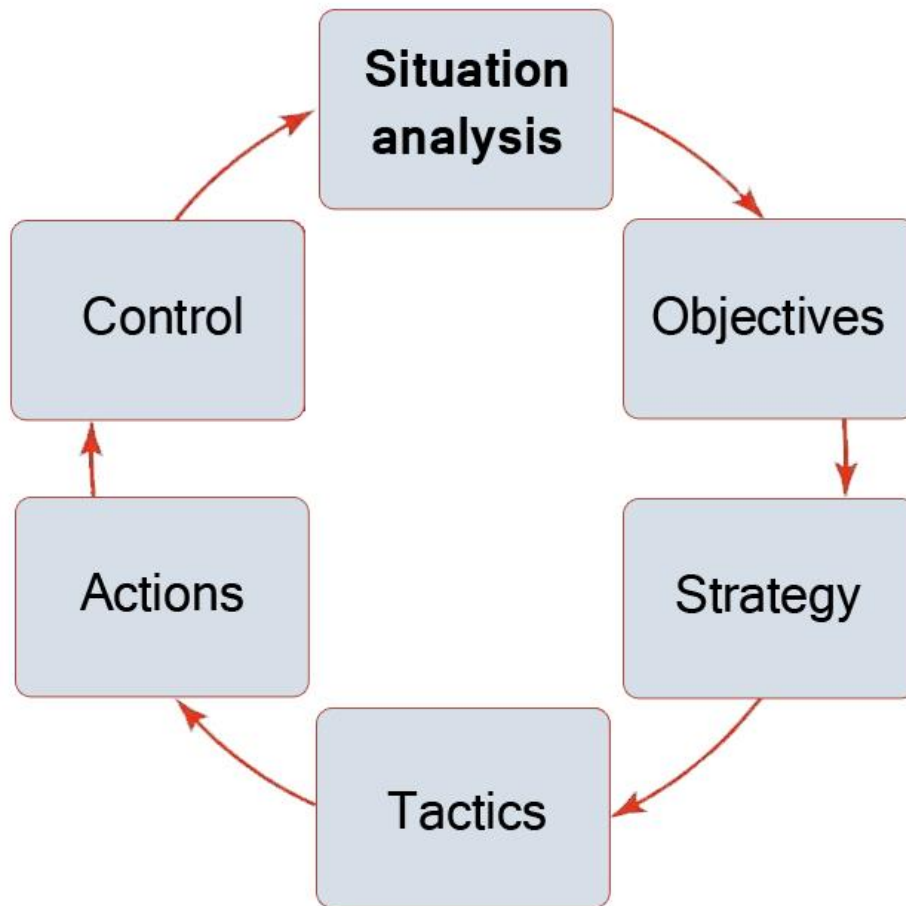 Situation
analysis
Objectives
Strategy
Tactics
Actions
Control